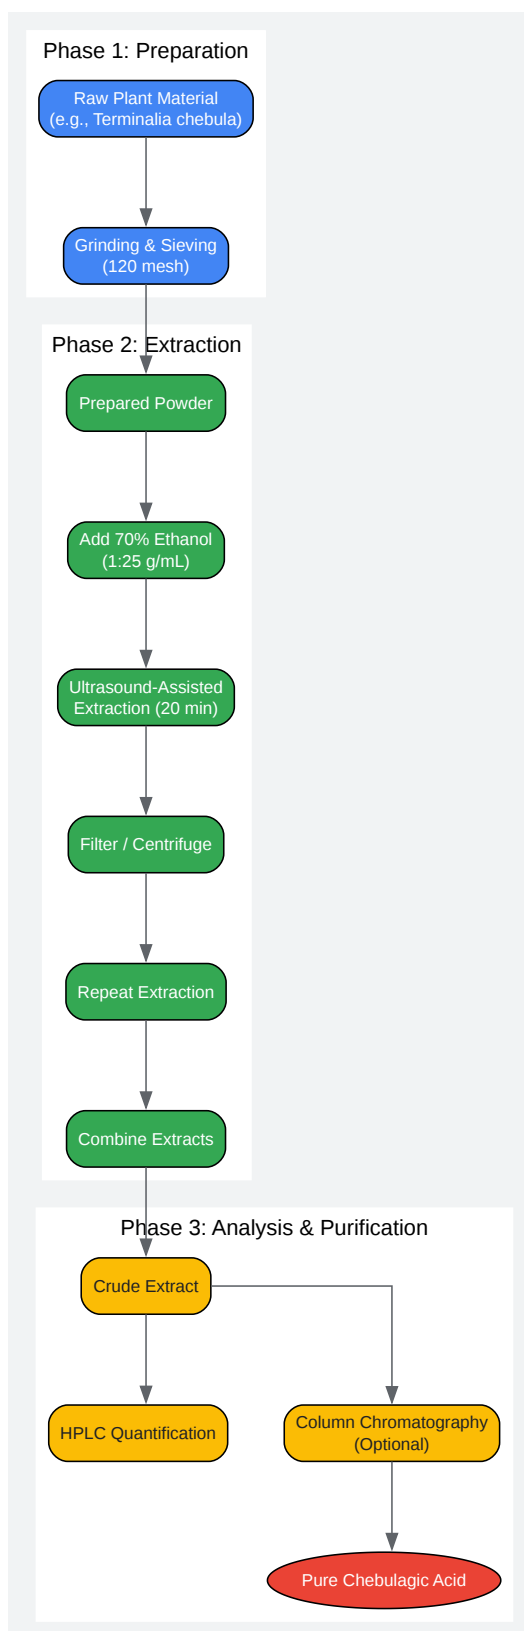 Phase 1: Preparation
Raw Plant Material
(e.g., Terminalia chebula)
Grinding & Sieving
(120 mesh)
Phase 2: Extraction
Prepared Powder
Add 70% Ethanol
(1:25 g/mL)
Ultrasound-Assisted
Extraction (20 min)
Filter / Centrifuge
Repeat Extraction
Combine Extracts
Phase 3: Analysis & Purification
Crude Extract
HPLC Quantification
Column Chromatography
(Optional)
Pure Chebulagic Acid